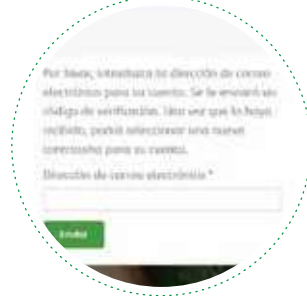 Por favor, introduzca la dirección de correo
electrónico para su cuenta. Se le enviará un
código de verificación. Una vez que lo haya
recibido, podrá seleccionar una nueva
contraseña para su cuenta.
Dirección de correo electrónico *
Enviar